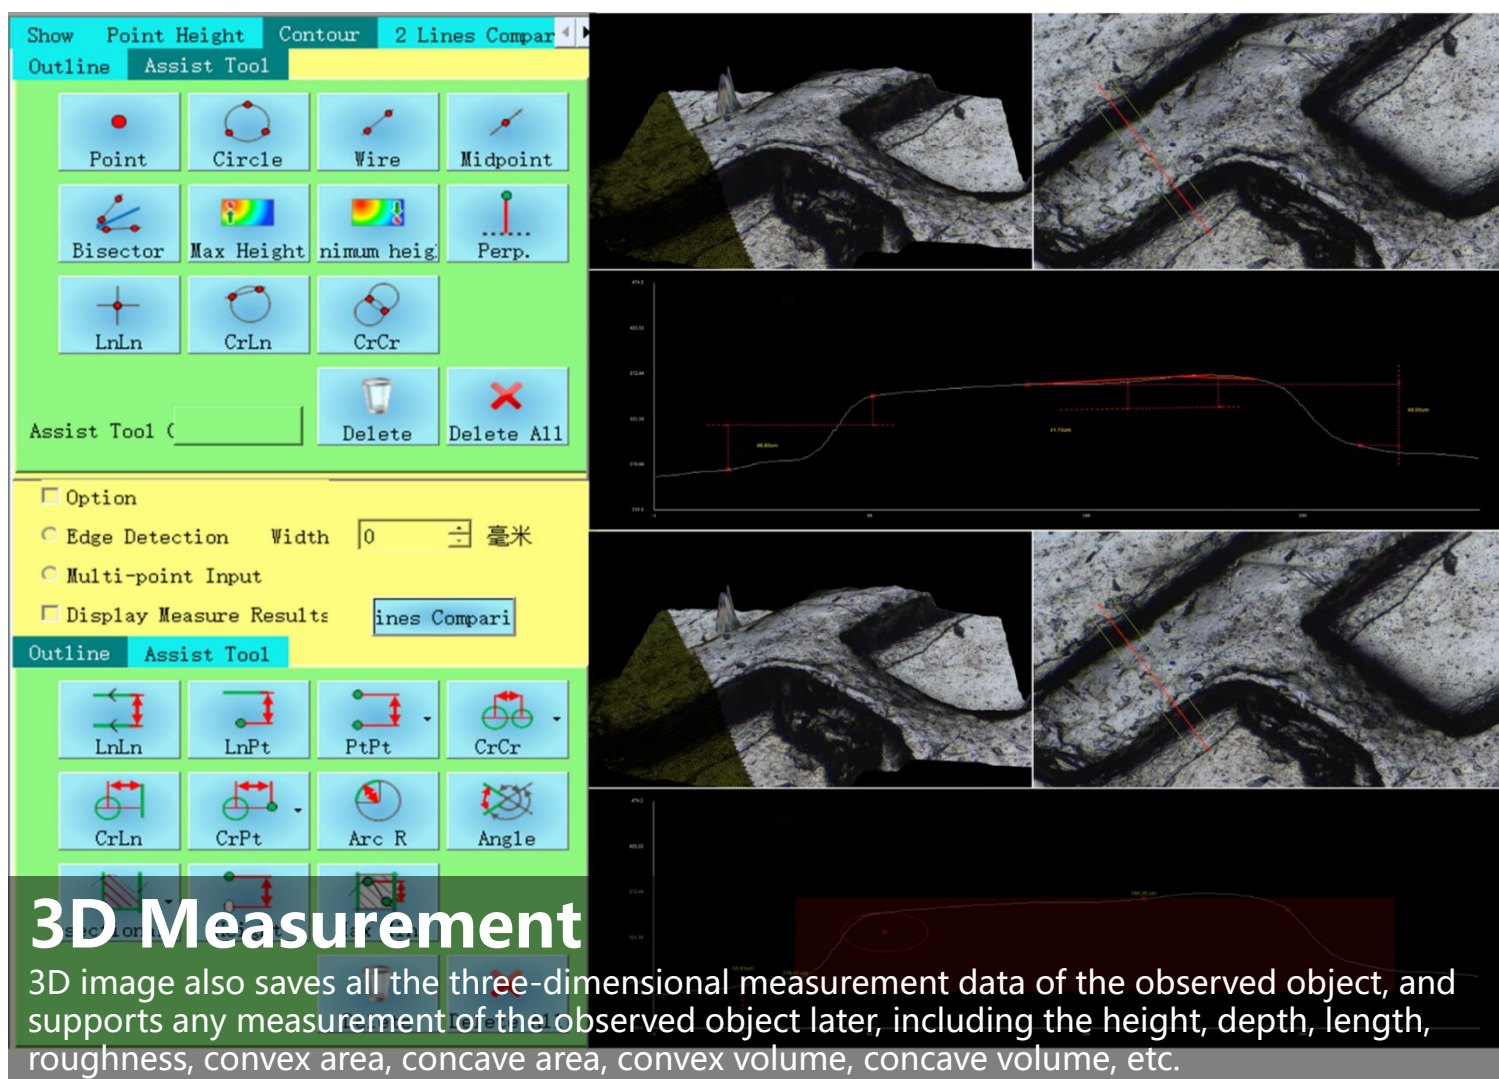 Show Point Height Contour 2 Lines Compar
Outline Assist Tool
Point Circle Wire Midpoint
Bisector Max Height nimum heig Perp.
LnLn CrLn CrCr
Assist Tool C Delete Delete All
Option
Edge Detection Width 0 毫米
Multi-point Input
Display Measure Results ines Compari
Outline Assist Tool
LnLn LnPt PtPt CrCr
CrLn CrPt Arc R Angle
3D Measurement
3D image also saves all the three-dimensional measurement data of the observed object, and
supports any measurement of the observed object later, including the height, depth, length,
roughness, convex area, concave area, convex volume, concave volume, etc.